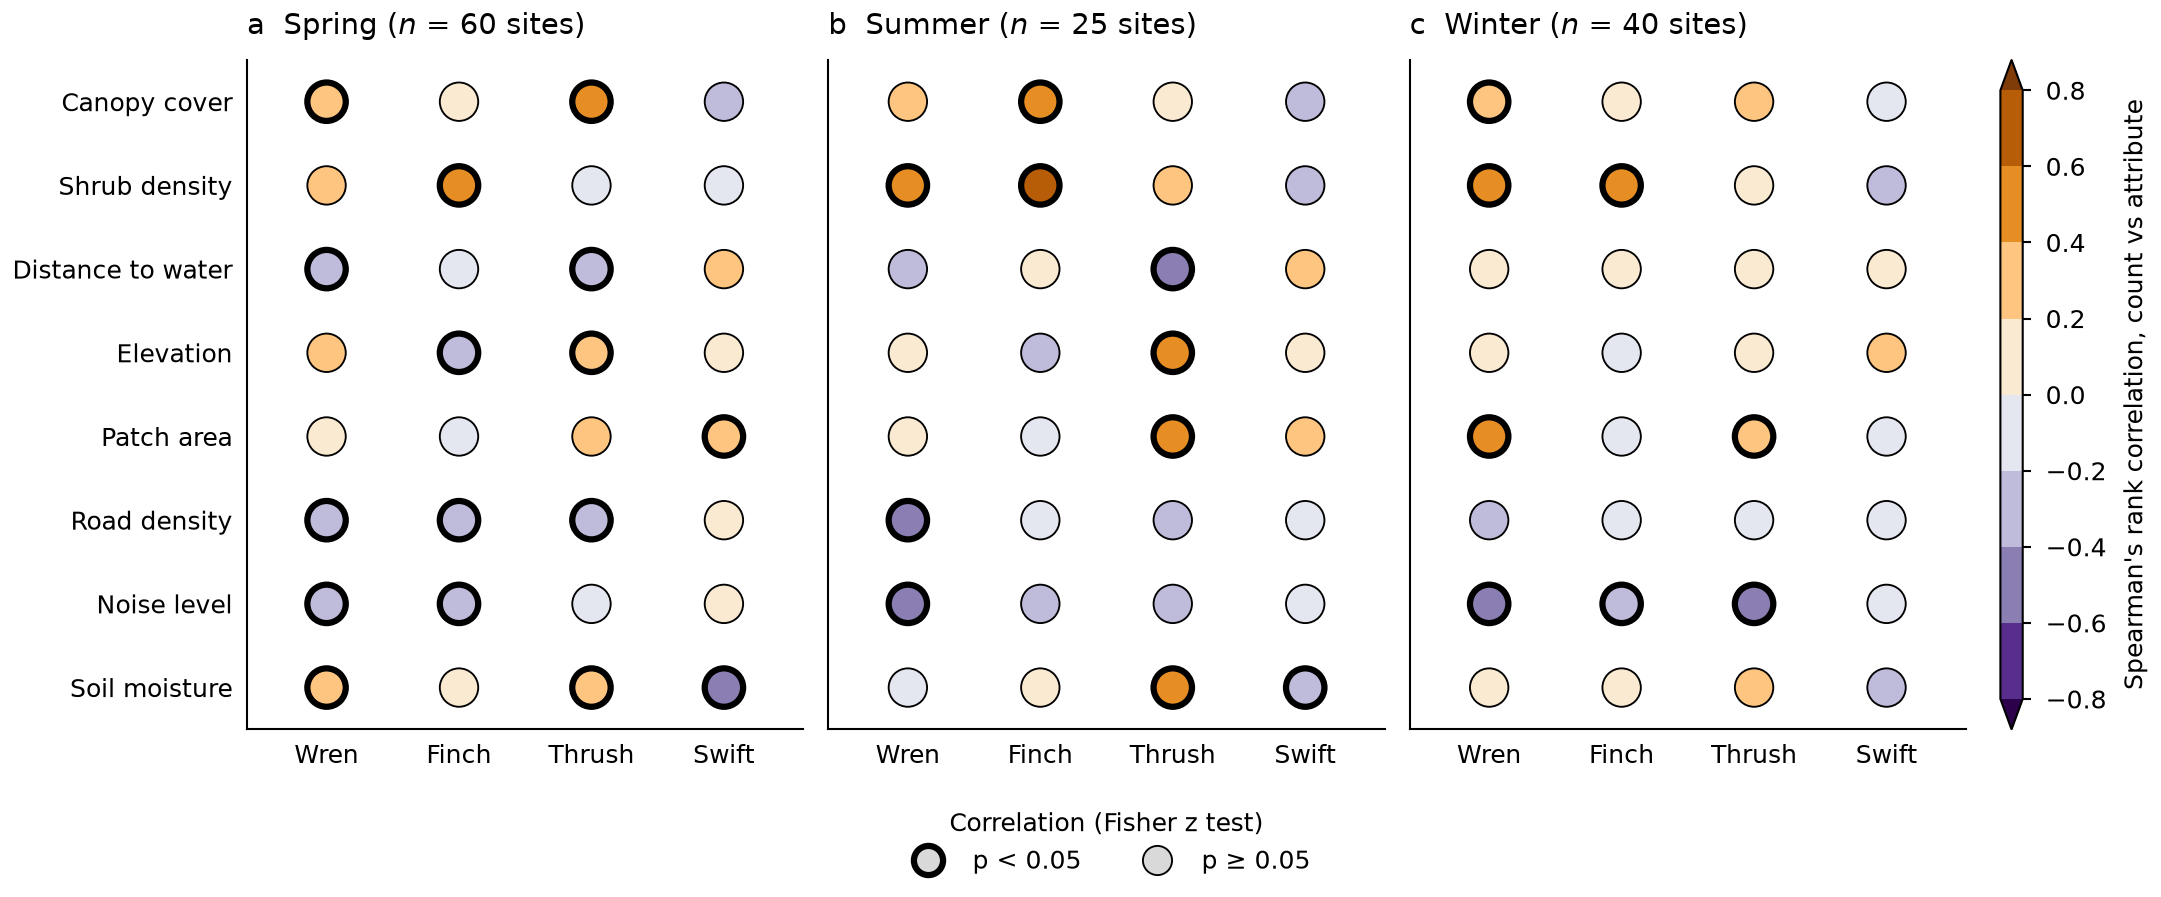 a Spring (n = 60 sites)
b Summer (n = 25 sites)
c Winter (n = 40 sites)
Canopy cover
Shrub density
Distance to water
Elevation
Patch area
Road density
Noise level
Soil moisture
Wren Finch Thrush Swift
Wren Finch Thrush Swift
Wren Finch Thrush Swift
0.8
0.6
0.4
0.2
0.0
−0.2
−0.4
−0.6
−0.8
Spearman's rank correlation, count vs attribute
Correlation (Fisher z test)
p < 0.05 p ≥ 0.05